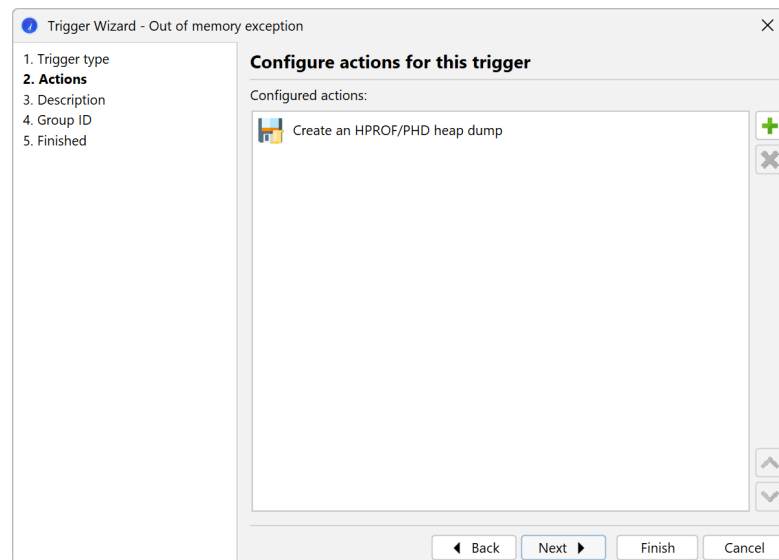 Trigger Wizard - Out of memory exception
1. Trigger type
2. Actions
3. Description
4. Group ID
5. Finished
Configure actions for this trigger
Configured actions:
Create an HPROF/PHD heap dump
Back
Next
Finish
Cancel